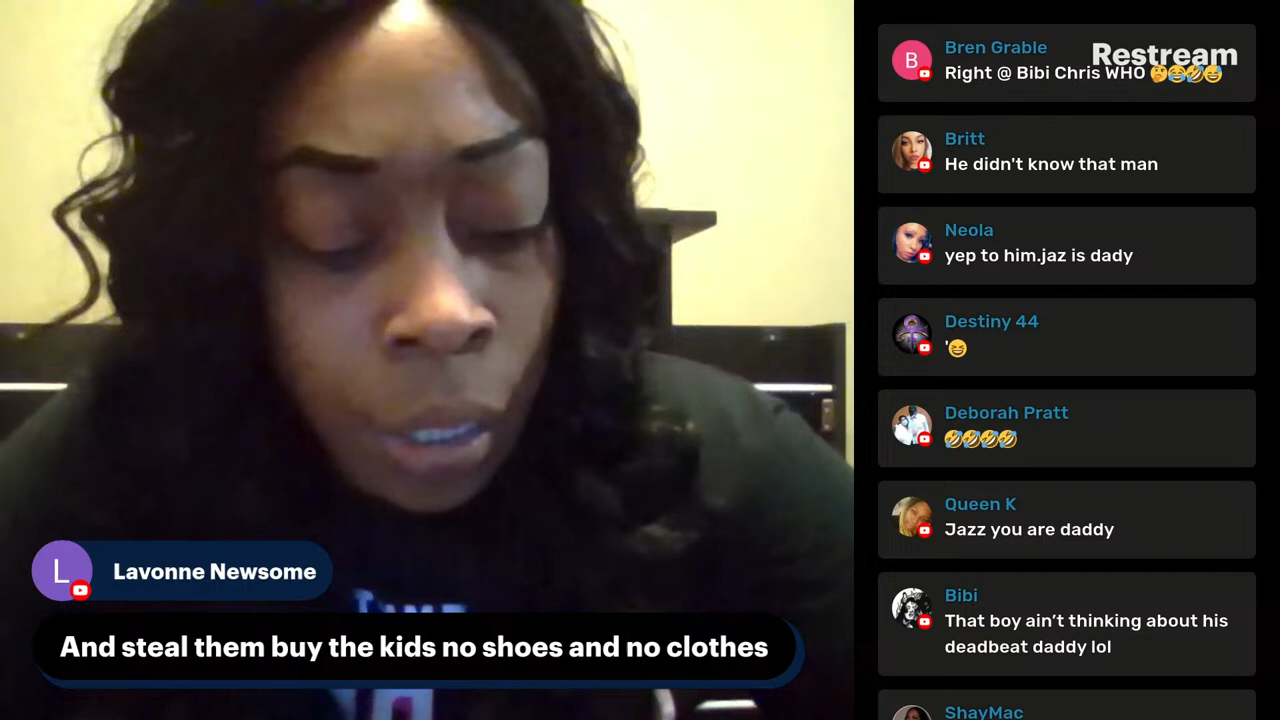 Restream
B
Bren Grable
Right @ Bibi Chris WHO 🤔😂🤣😅
Britt
He didn't know that man
Neola
yep to him.jaz is dady
Destiny 44
'😆
Deborah Pratt
🤣🤣🤣🤣
Queen K
Jazz you are daddy
Bibi
That boy ain’t thinking about his
deadbeat daddy lol
ShayMac
L
Lavonne Newsome
And steal them buy the kids no shoes and no clothes